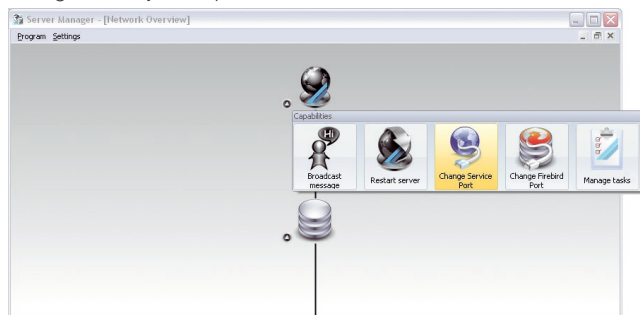 Server Manager - [Network Overview]
Program Settings
Capabilities
Hi
Broadcast
message
Restart server
Change Service
Port
Change Firebird
Port
Manage tasks